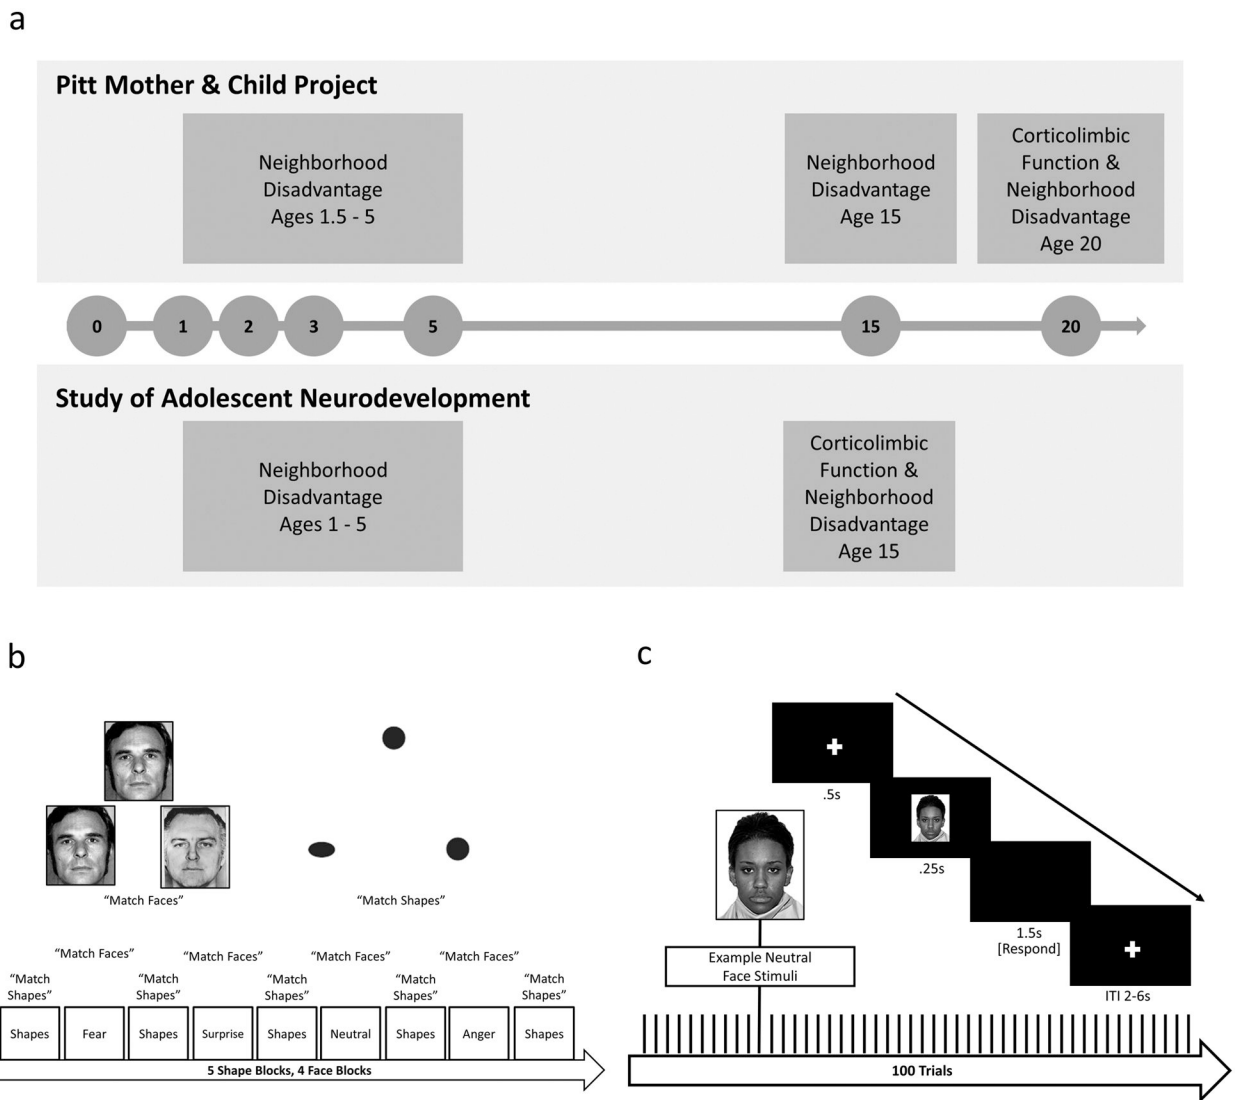 a
Pitt Mother & Child Project
Neighborhood
Disadvantage
Ages 1.5 - 5
Neighborhood
Disadvantage
Age 15
Corticolimbic
Function &
Neighborhood
Disadvantage
Age 20
0 1 2 3 5 15 20
Study of Adolescent Neurodevelopment
Neighborhood
Disadvantage
Ages 1 - 5
Corticolimbic
Function &
Neighborhood
Disadvantage
Age 15
b
“Match Faces” “Match Shapes”
“Match Faces” “Match Faces” “Match Faces” “Match Faces”
“Match “Match “Match “Match “Match
Shapes” Shapes” Shapes” Shapes” Shapes”
Shapes Fear Shapes Surprise Shapes Neutral Shapes Anger Shapes
5 Shape Blocks, 4 Face Blocks
c
.5s
.25s
1.5s
[Respond]
ITI 2-6s
Example Neutral
Face Stimuli
100 Trials